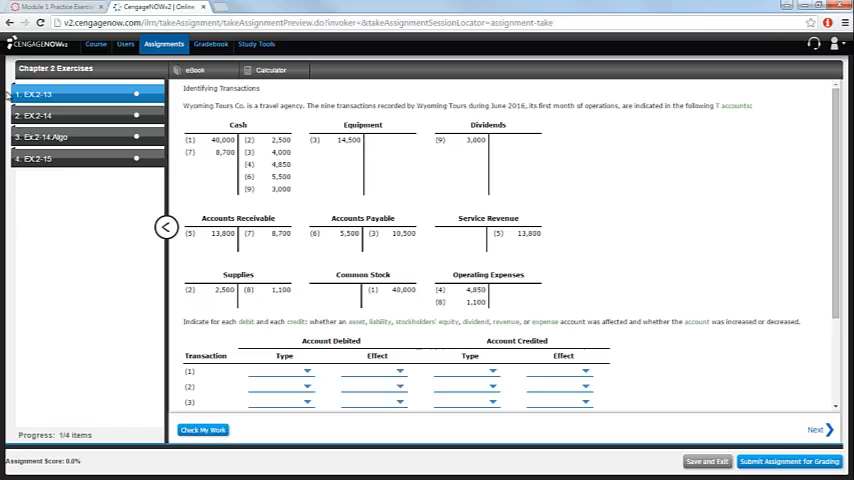 Module 1 Practice Exercis
CengageNOWv2 | Online
v2.cengagenow.com/ilrn/takeAssignment/takeAssignmentPreview.do?invoker=&takeAssignmentSessionLocator=assignment-take
CENGAGENOWv2 Course Users Assignments Gradebook Study Tools
Chapter 2 Exercises
eBook Calculator
1. EX.2-13
2. EX.2-14
3. Ex.2-14.Algo
4. EX.2-15
Identifying Transactions
Wyoming Tours Co. is a travel agency. The nine transactions recorded by Wyoming Tours during June 2016, its first month of operations, are indicated in the following T accounts:
Cash Equipment Dividends
(1) 40,000 (2) 2,500 (3) 14,500 (9) 3,000
(7) 8,700 (3) 4,000
(4) 4,850
(6) 5,500
(9) 3,000
Accounts Receivable Accounts Payable Service Revenue
(5) 13,800 (7) 8,700 (6) 5,500 (3) 10,500 (5) 13,800
Supplies Common Stock Operating Expenses
(2) 2,500 (8) 1,100 (1) 40,000 (4) 4,850
(8) 1,100
Indicate for each debit and each credit: whether an asset, liability, stockholders' equity, dividend, revenue, or expense account was affected and whether the account was increased or decreased.
Account Debited Account Credited
Transaction Type Effect Type Effect
(1)
(2)
(3)
Check My Work
Next
Progress: 1/4 items
Assignment Score: 0.0%
Save and Exit Submit Assignment for Grading